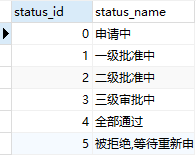 status_id status_name
0 申请中
1 一级批准中
2 二级批准中
3 三级审批中
4 全部通过
5 被拒绝,等待重新申